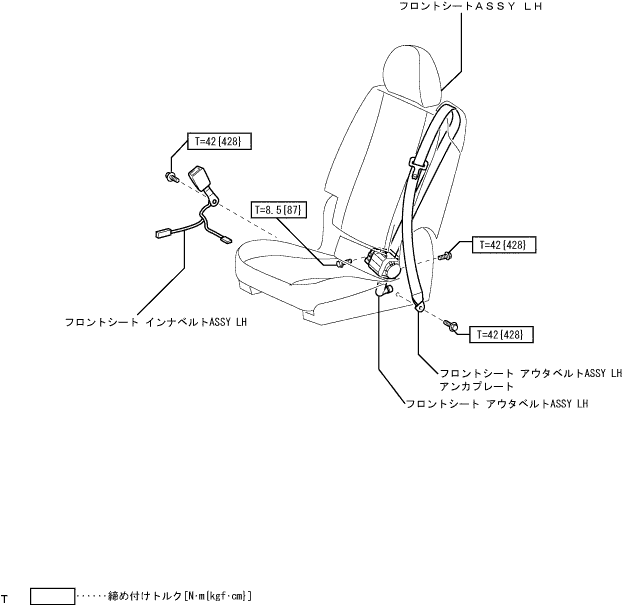 フロントシートＡＳＳＹ ＬＨ
T=42{428}
T=8.5{87}
T=42{428}
T=42{428}
フロントシート インナベルトASSY LH
フロントシート アウタベルトASSY LH
アンカプレート
フロントシート アウタベルトASSY LH
T ······締め付けトルク[N·m{kgf·cm}]